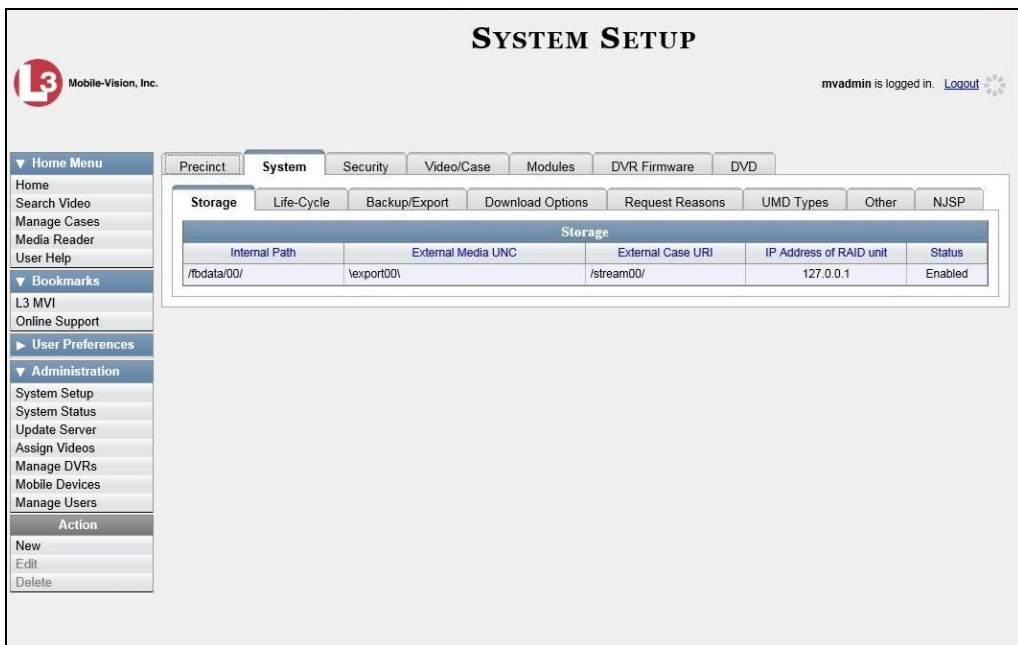 SYSTEM SETUP
L3 Mobile-Vision, Inc.
mvadmin is logged in. Logout
▼ Home Menu
Home
Search Video
Manage Cases
Media Reader
User Help
▼ Bookmarks
L3 MVI
Online Support
► User Preferences
▼ Administration
System Setup
System Status
Update Server
Assign Videos
Manage DVRs
Mobile Devices
Manage Users
Action
New
Edit
Delete
Precinct System Security Video/Case Modules DVR Firmware DVD
Storage Life-Cycle Backup/Export Download Options Request Reasons UMD Types Other NJSP
Storage
Internal Path External Media UNC External Case URI IP Address of RAID unit Status
/fbdata/00/ \export00\ /stream00/ 127.0.0.1 Enabled